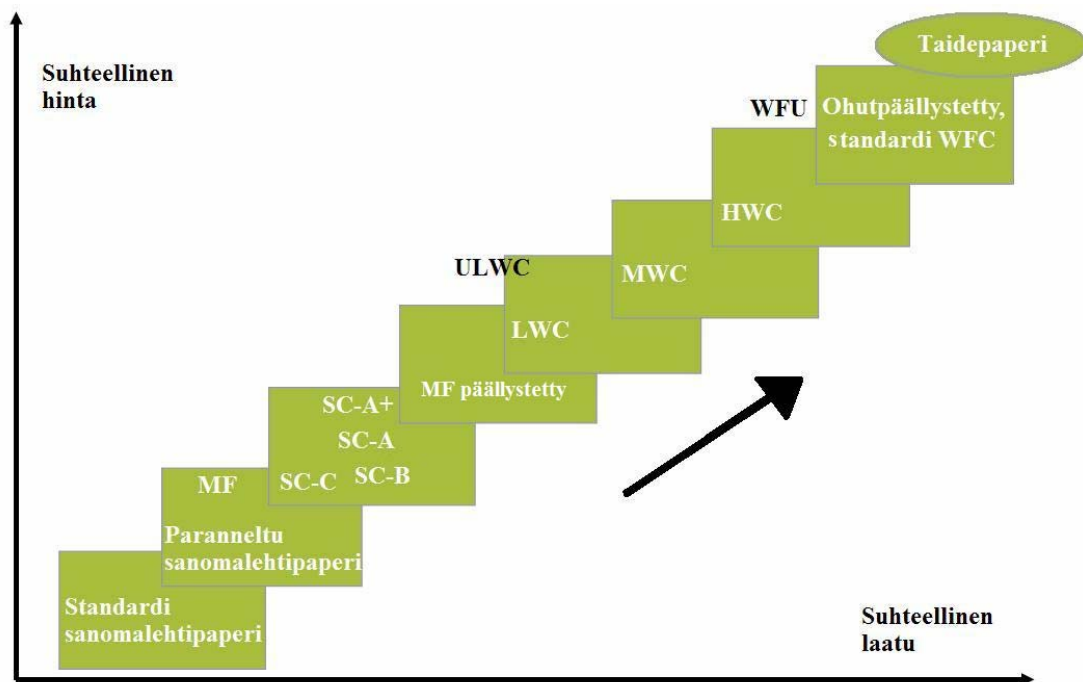 Taidepaperi
Suhteellinen
hinta
WFU
Ohutpäällystetty,
standardi WFC
HWC
ULWC
MWC
LWC
MF päällystetty
SC-A+
SC-A
SC-C SC-B
MF
Paranneltu
sanomalehtipaperi
Standardi
sanomalehtipaperi
Suhteellinen
laatu